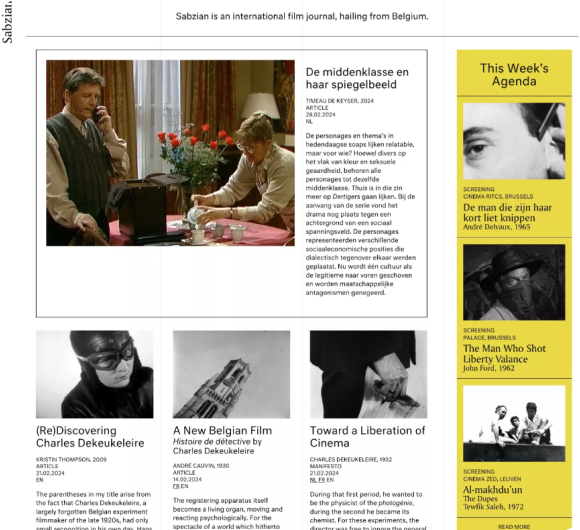 Sabzian.
Sabzian is an international film journal, hailing from Belgium.
De middenklasse en
haar spiegelbeeld
TIMEAU DE KEYSER, 2024
ARTICLE
28.02.2024
NL
De personages en thema's in
hedendaagse soaps lijken relatable,
maar voor wie? Hoewel divers op
het vlak van kleur en seksuele
geaardheid, behoren alle
personages tot dezelfde
middenklasse. Thuis is in die zin
meer op Dertigers gaan lijken. Bij de
aanvang van de serie vond het
drama nog plaats tegen een
achtergrond van een sociaal
spanningsveld. De personages
representeerden verschillende
socialeconomische posities die
dialectisch tegenover elkaar werden
geplaatst. Nu wordt één cultuur als
de legitieme naar voren geschoven
en worden maatschappelijke
antagonismen genegeerd.
(Re)Discovering
Charles Dekeukeleire
KRISTIN THOMPSON, 2009
ARTICLE
21.02.2024
EN
The parentheses in my title arise from
the fact that Charles Dekeukeleire, a
largely forgotten Belgian experiment
filmmaker of the late 1920s, had only
small recognition in his own day. Hans
A New Belgian Film
Histoire de détective by
Charles Dekeukeleire
ANDRÉ CAUVIN, 1930
ARTICLE
14.02.2024
FR EN
The registering apparatus itself
becomes a living organ, moving and
reacting psychologically. For the
spectacle of a world which hitherto
Toward a Liberation of
Cinema
CHARLES DEKEUKELEIRE, 1932
MANIFESTO
21.02.2024
NL FR EN
During that first period, he wanted to
be the physicist of the photogénie,
during the second he became its
chemist. For these experiments, the
director was free to ignore the general
This Week's
Agenda
SCREENING
CINEMA RITCS, BRUSSELS
De man die zijn haar
kort liet knippen
André Delvaux, 1965
SCREENING
PALACE, BRUSSELS
The Man Who Shot
Liberty Valance
John Ford, 1962
SCREENING
CINEMA ZED, LEUVEN
Al-makhdu'un
The Dupes
Tewfik Saleh, 1972
READ MORE